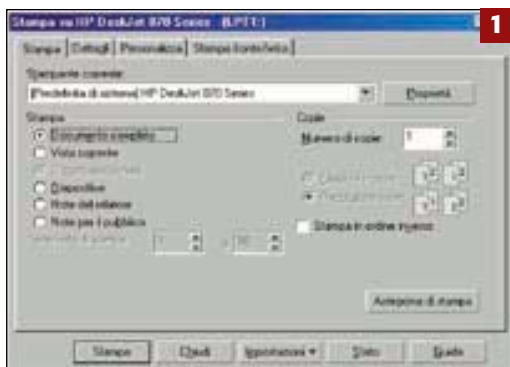 Stampa su HP DeskJet 870 Series (LPT1:)
1
Stampa Dettagli Personalizza Stampa fronte/retro
Stampante corrente
(Predefinita di sistema) HP DeskJet 870 Series
Proprietà
Stampa
Copie
Documento completo
Numero di copie: 1
Vista corrente
Diapositive
Note del relatore
Note per il pubblico
Stampa in ordine inverso
Anteprima di stampa
Stampa Chiudi Impostazioni Stato Guida